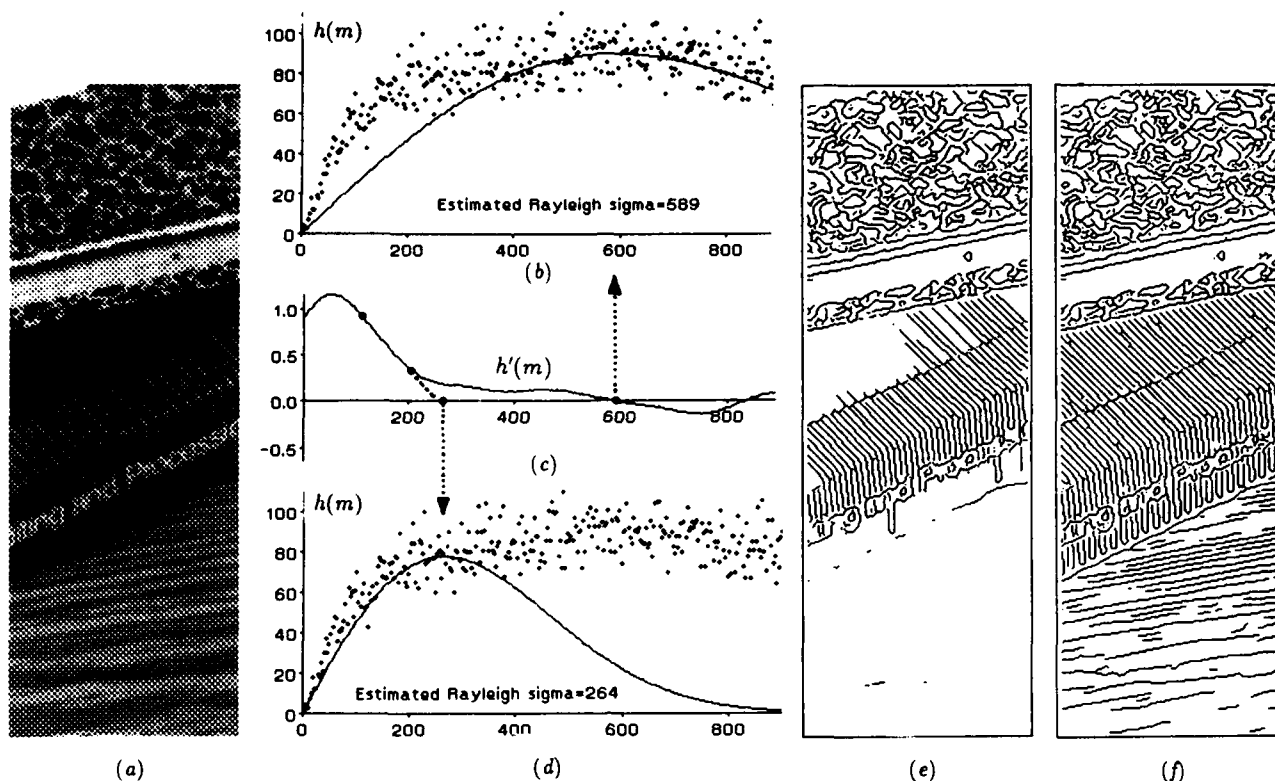 h(m)
100
80
60
40
20
0
Estimated Rayleigh sigma=589
0 200 400 600 800
(b)
1.0
0.5
0.0
-0.5
h'(m)
200 400 600 800
(c)
h(m)
100
80
60
40
20
0
Estimated Rayleigh sigma=264
0 200 400 600 800
(a) (d) (e) (f)
ing and